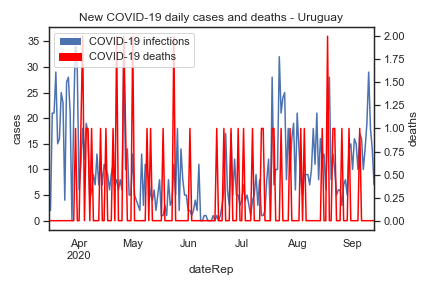 New COVID-19 daily cases and deaths - Uruguay
COVID-19 infections
COVID-19 deaths
cases
35
30
25
20
15
10
5
0
2.00
1.75
1.50
1.25
1.00
0.75
0.50
0.25
0.00
deaths
Apr May Jun Jul Aug Sep
2020
dateRep